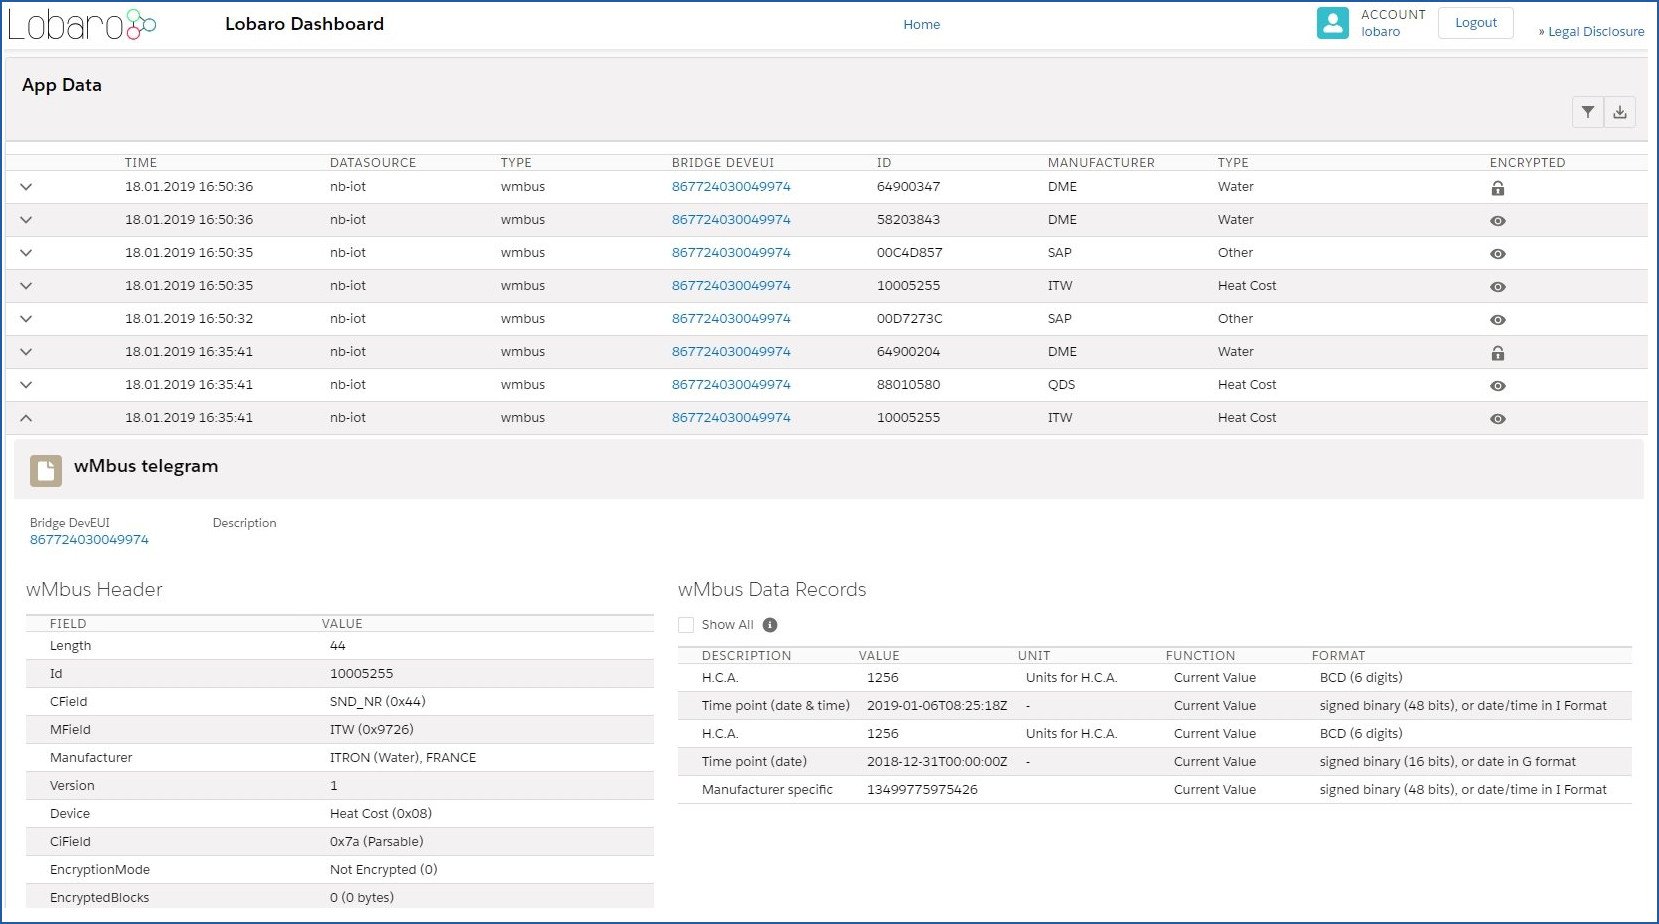 Lobaro
Lobaro Dashboard
Home
ACCOUNT
lobaro
Logout
» Legal Disclosure
App Data
TIME DATASOURCE TYPE BRIDGE DEVEUI ID MANUFACTURER TYPE ENCRYPTED
18.01.2019 16:50:36 nb-iot wmbus 867724030049974 64900347 DME Water
18.01.2019 16:50:36 nb-iot wmbus 867724030049974 58203843 DME Water
18.01.2019 16:50:35 nb-iot wmbus 867724030049974 00C4D857 SAP Other
18.01.2019 16:50:35 nb-iot wmbus 867724030049974 10005255 ITW Heat Cost
18.01.2019 16:50:32 nb-iot wmbus 867724030049974 00D7273C SAP Other
18.01.2019 16:35:41 nb-iot wmbus 867724030049974 64900204 DME Water
18.01.2019 16:35:41 nb-iot wmbus 867724030049974 88010580 QDS Heat Cost
18.01.2019 16:35:41 nb-iot wmbus 867724030049974 10005255 ITW Heat Cost
wMbus telegram
Bridge DevEUI Description
867724030049974
wMbus Header
FIELD VALUE
Length 44
Id 10005255
CField SND_NR (0x44)
MField ITW (0x9726)
Manufacturer ITRON (Water), FRANCE
Version 1
Device Heat Cost (0x08)
CiField 0x7a (Parsable)
EncryptionMode Not Encrypted (0)
EncryptedBlocks 0 (0 bytes)
wMbus Data Records
Show All
DESCRIPTION VALUE UNIT FUNCTION FORMAT
H.C.A. 1256 Units for H.C.A. Current Value BCD (6 digits)
Time point (date & time) 2019-01-06T08:25:18Z - Current Value signed binary (48 bits), or date/time in I Format
H.C.A. 1256 Units for H.C.A. Current Value BCD (6 digits)
Time point (date) 2018-12-31T00:00:00Z - Current Value signed binary (16 bits), or date in G format
Manufacturer specific 13499775975426 Current Value signed binary (48 bits), or date/time in I Format